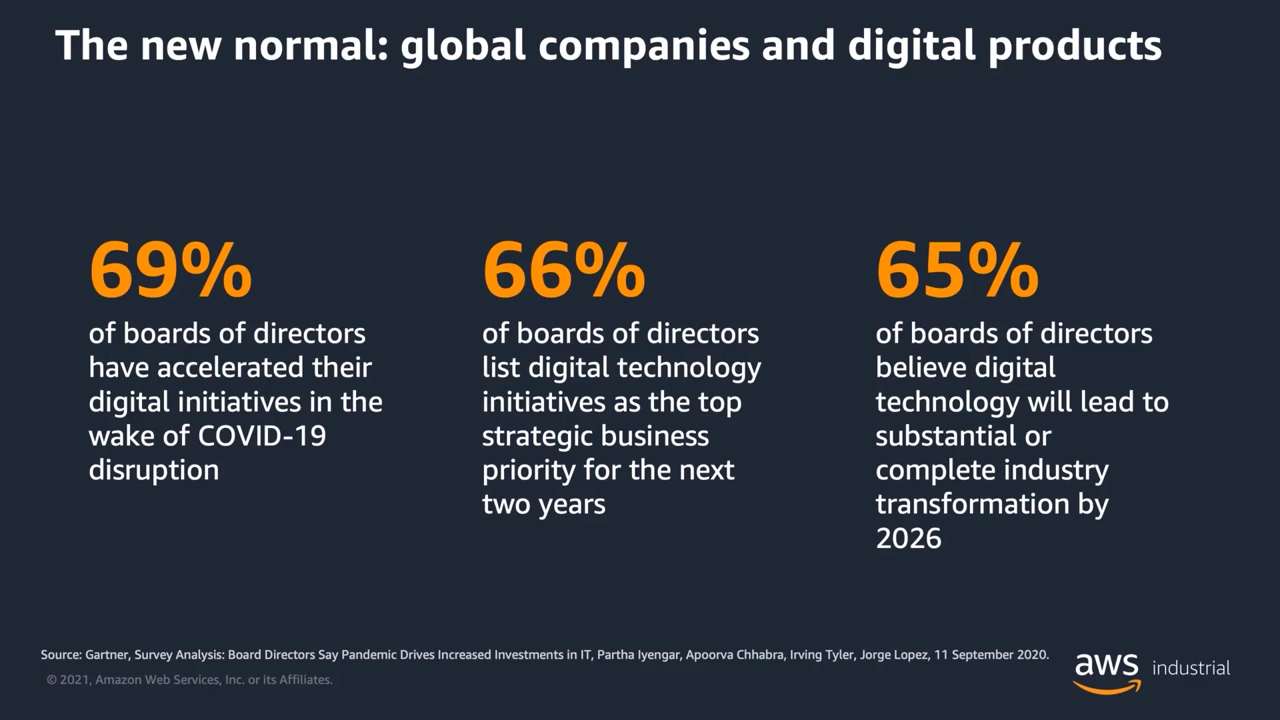 The new normal: global companies and digital products
69%
of boards of directors
have accelerated their
digital initiatives in the
wake of COVID-19
disruption
66%
of boards of directors
list digital technology
initiatives as the top
strategic business
priority for the next
two years
65%
of boards of directors
believe digital
technology will lead to
substantial or
complete industry
transformation by
2026
Source: Gartner, Survey Analysis: Board Directors Say Pandemic Drives Increased Investments in IT, Partha Iyengar, Apoorva Chhabra, Irving Tyler, Jorge Lopez, 11 September 2020.
© 2021, Amazon Web Services, Inc. or its Affiliates.
aws industrial